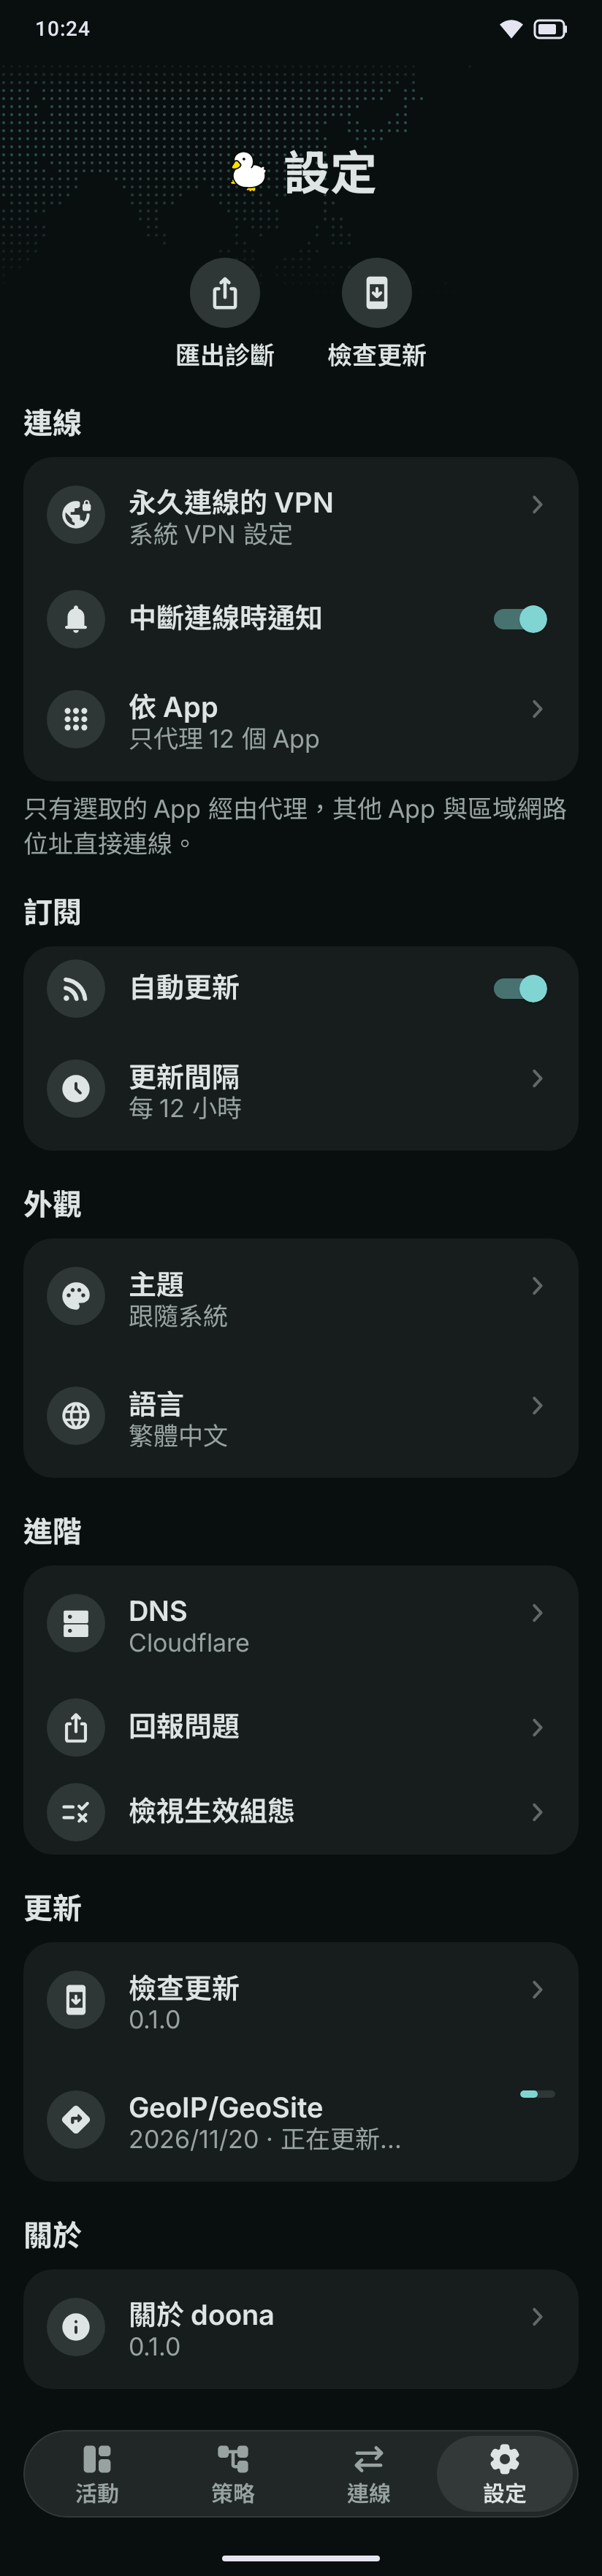 10:24
設定
匯出診斷
檢查更新
連線
永久連線的 VPN
系統 VPN 設定
中斷連線時通知
依 App
只代理 12 個 App
只有選取的 App 經由代理，其他 App 與區域網路
位址直接連線。
訂閱
自動更新
更新間隔
每 12 小時
外觀
主題
跟隨系統
語言
繁體中文
進階
DNS
Cloudflare
回報問題
檢視生效組態
更新
檢查更新
0.1.0
GeoIP/GeoSite
2026/11/20 · 正在更新…
關於
關於 doona
0.1.0
活動
策略
連線
設定